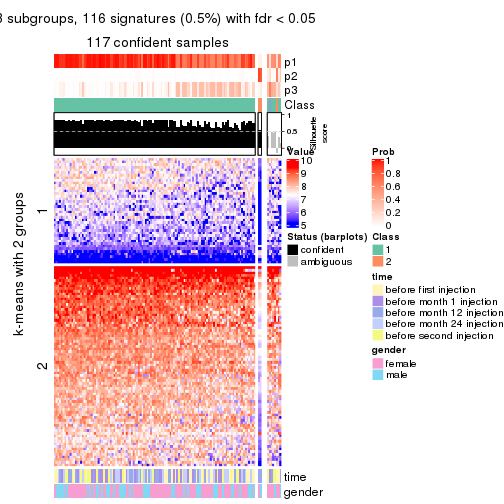 3 subgroups, 116 signatures (0.5%) with fdr < 0.05
117 confident samples
p1
p2
p3
Class
1
0.5
0
Silhouette
score
k-means with 2 groups
1
2
Value
10
9
8
7
6
5
Prob
1
0.8
0.6
0.4
0.2
0
Status (barplots)
confident
ambiguous
Class
1
2
time
before first injection
before month 1 injection
before month 12 injection
before month 24 injection
before second injection
gender
female
male
time
gender